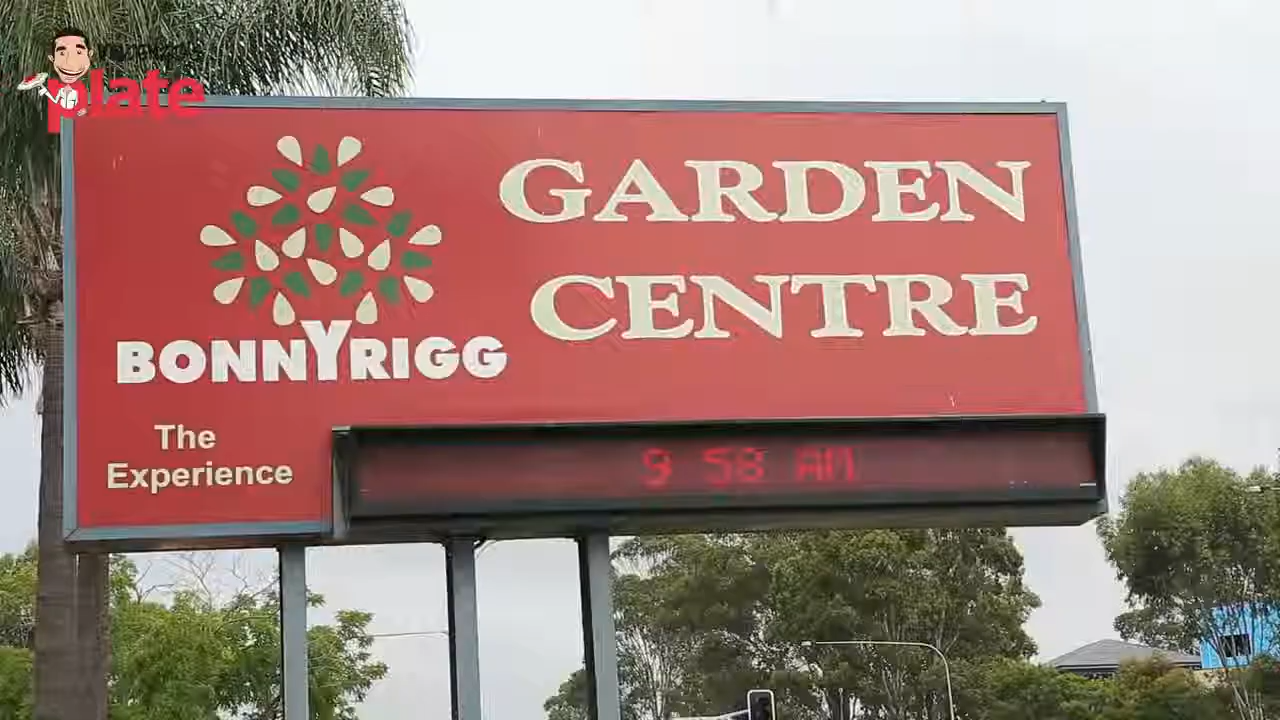 plate
GARDEN
CENTRE
BONNYRIGG
The
Experience
9 58 AM